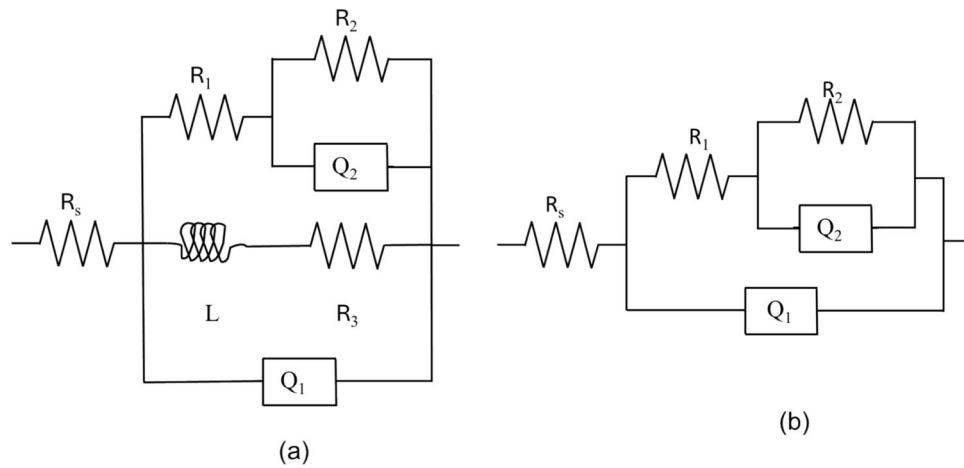 R₂
R₁
Q₂
Rₛ
L
R₃
Q₁
(a)
R₂
R₁
Rₛ
Q₂
Q₁
(b)